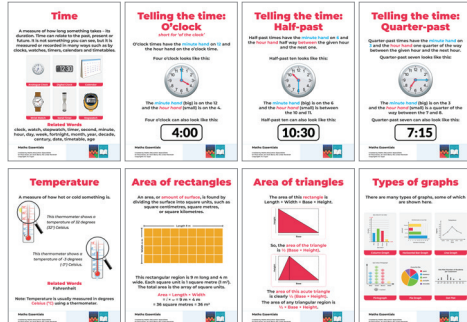 Time
A measure of how long something takes - its
duration. Time can relate to the past, present or
future. It is not something you can see, but it is
measured or recorded in many ways such as by
clocks, watches, timers, calendars and timetables.
Related Words
clock, watch, stopwatch, timer, second, minute,
hour, day, week, fortnight, month, year, decade,
century, date, timetable, age
Maths Essentials
Telling the time:
O'clock
short for 'of the clock'
O'clock times have the minute hand on 12 and
the hour hand on the o'clock time.
Four o'clock looks like this:
The minute hand (big) is on the 12
and the hour hand (small) is on the 4.
Four o'clock can also look like this:
4:00
Maths Essentials
Telling the time:
Half-past
Half-past times have the minute hand on 6 and
the hour hand half way between the given hour
and the next one.
Half-past ten looks like this:
The minute hand (big) is on the 6
and the hour hand (small) is between
the 10 and 11.
Half-past ten can also look like this:
10:30
Maths Essentials
Telling the time:
Quarter-past
Quarter-past times have the minute hand on
3 and the hour hand one quarter of the way
between the given hour and the next hour.
Quarter-past seven looks like this:
The minute hand (big) is on the 3
and the hour hand (small) is a quarter of the
way between the 7 and 8.
Quarter-past seven can also look like this:
7:15
Maths Essentials
Temperature
A measure of how hot or cold something is.
This thermometer shows a
temperature of 32 degrees
(32°) Celsius.
This thermometer shows a
temperature of
Celsius.
Related Words
Fahrenheit
Note: Temperature is usually measured in degrees
Celsius (°C) using a thermometer.
Maths Essentials
Area of rectangles
An area, or amount of surface, is found by
dividing the surface into square units, such as
square centimetres, square metres,
or square kilometres.
This rectangular region is 9 m long and 4 m
wide. Each square unit is 1 square metre (1 m²).
The total area is the array of square units.
Area = Length × Width
= 9 m × 4 m
= 36 square metres = 36 m²
Maths Essentials
Area of triangles
The area of this rectangle is
Length × Width = Base × Height.
So, the area of the triangle
is ½ (Base × Height).
The area of this acute triangle
is clearly ½ (Base × Height).
The area of any triangular region is
½ × Base × Height.
Maths Essentials
Types of graphs
There are many types of graphs, some of which
are shown here.
Maths Essentials